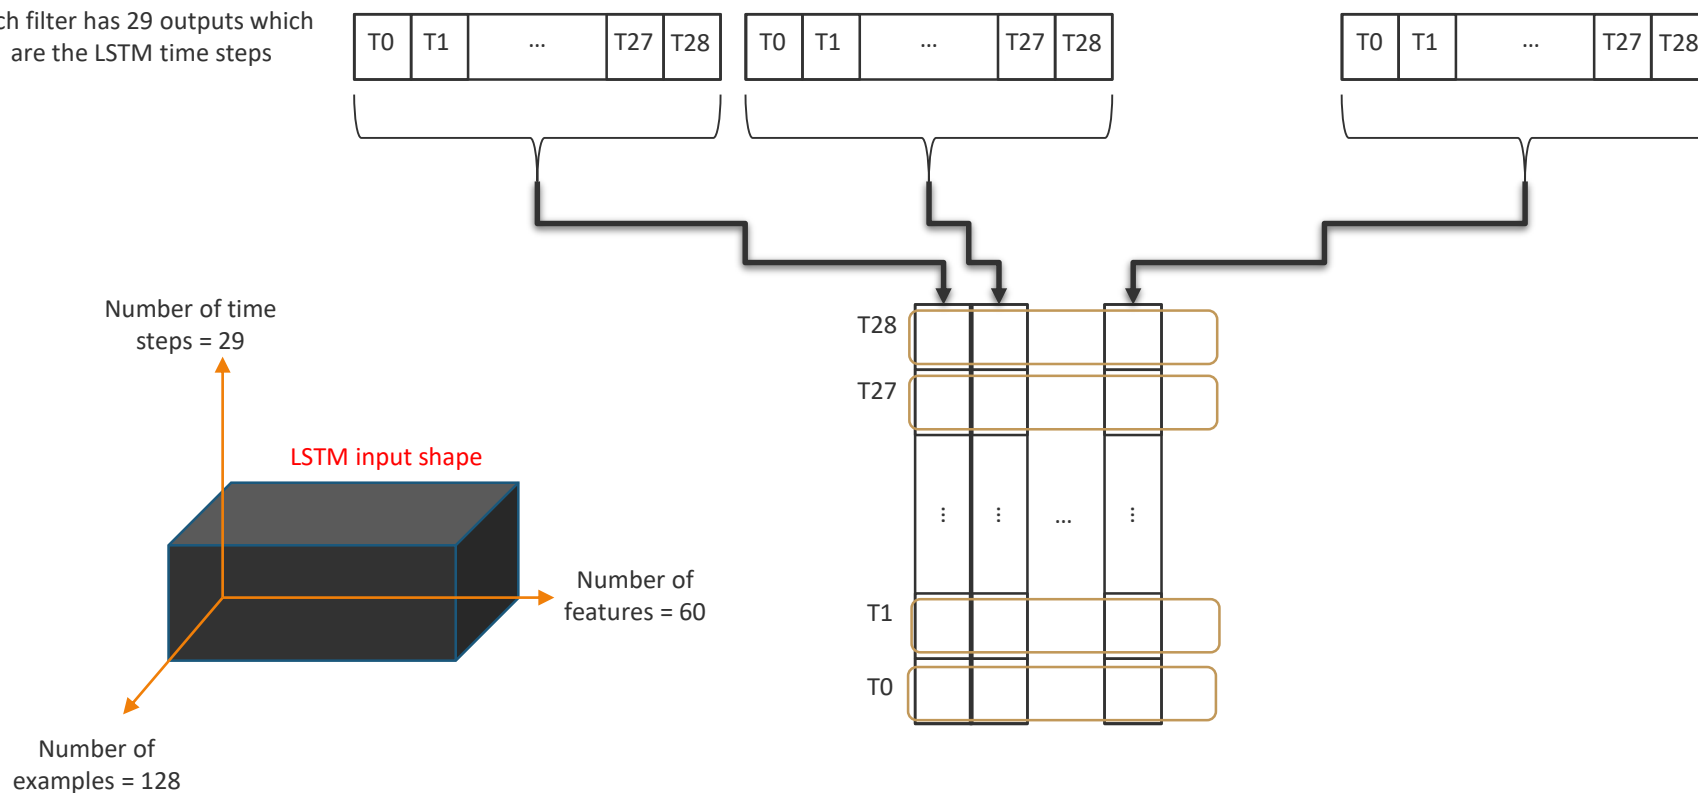 ch filter has 29 outputs which
are the LSTM time steps
T0 T1 ... T27 T28
T0 T1 ... T27 T28
T0 T1 ... T27 T28
Number of time
steps = 29
LSTM input shape
Number of
features = 60
Number of
examples = 128
T28
T27
⋮ ⋮ ... ⋮
T1
T0